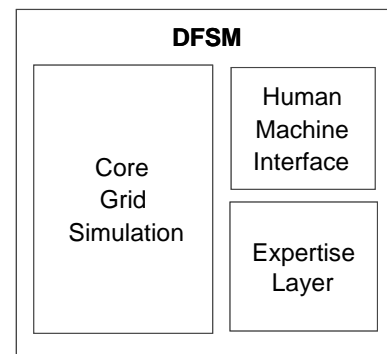 DFSM
Core
Grid
Simulation
Human
Machine
Interface
Expertise
Layer